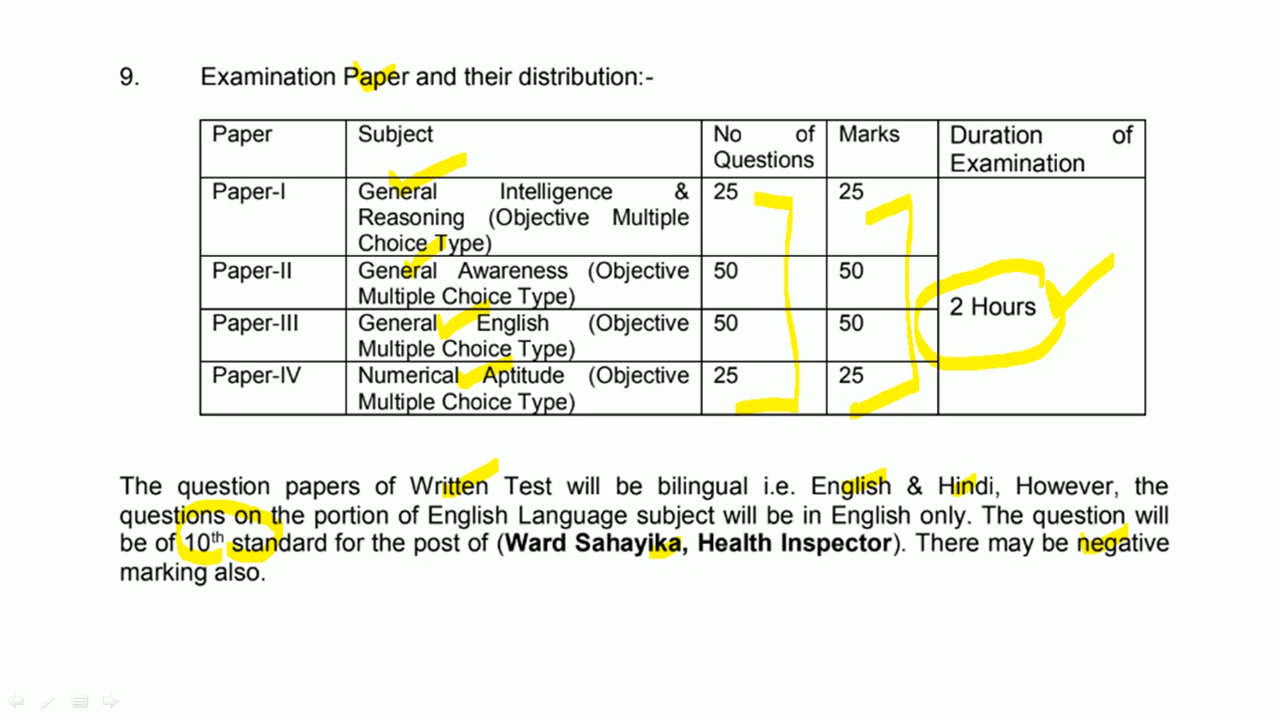 9. Examination Paper and their distribution:-
Paper Subject No of Marks Duration of
Questions Examination
Paper-I General Intelligence & 25 25
Reasoning (Objective Multiple
Choice Type)
Paper-II General Awareness (Objective 50 50
Multiple Choice Type)
2 Hours
Paper-III General English (Objective 50 50
Multiple Choice Type)
Paper-IV Numerical Aptitude (Objective 25 25
Multiple Choice Type)
The question papers of Written Test will be bilingual i.e. English & Hindi, However, the
questions on the portion of English Language subject will be in English only. The question will
be of 10th standard for the post of (Ward Sahayika, Health Inspector). There may be negative
marking also.